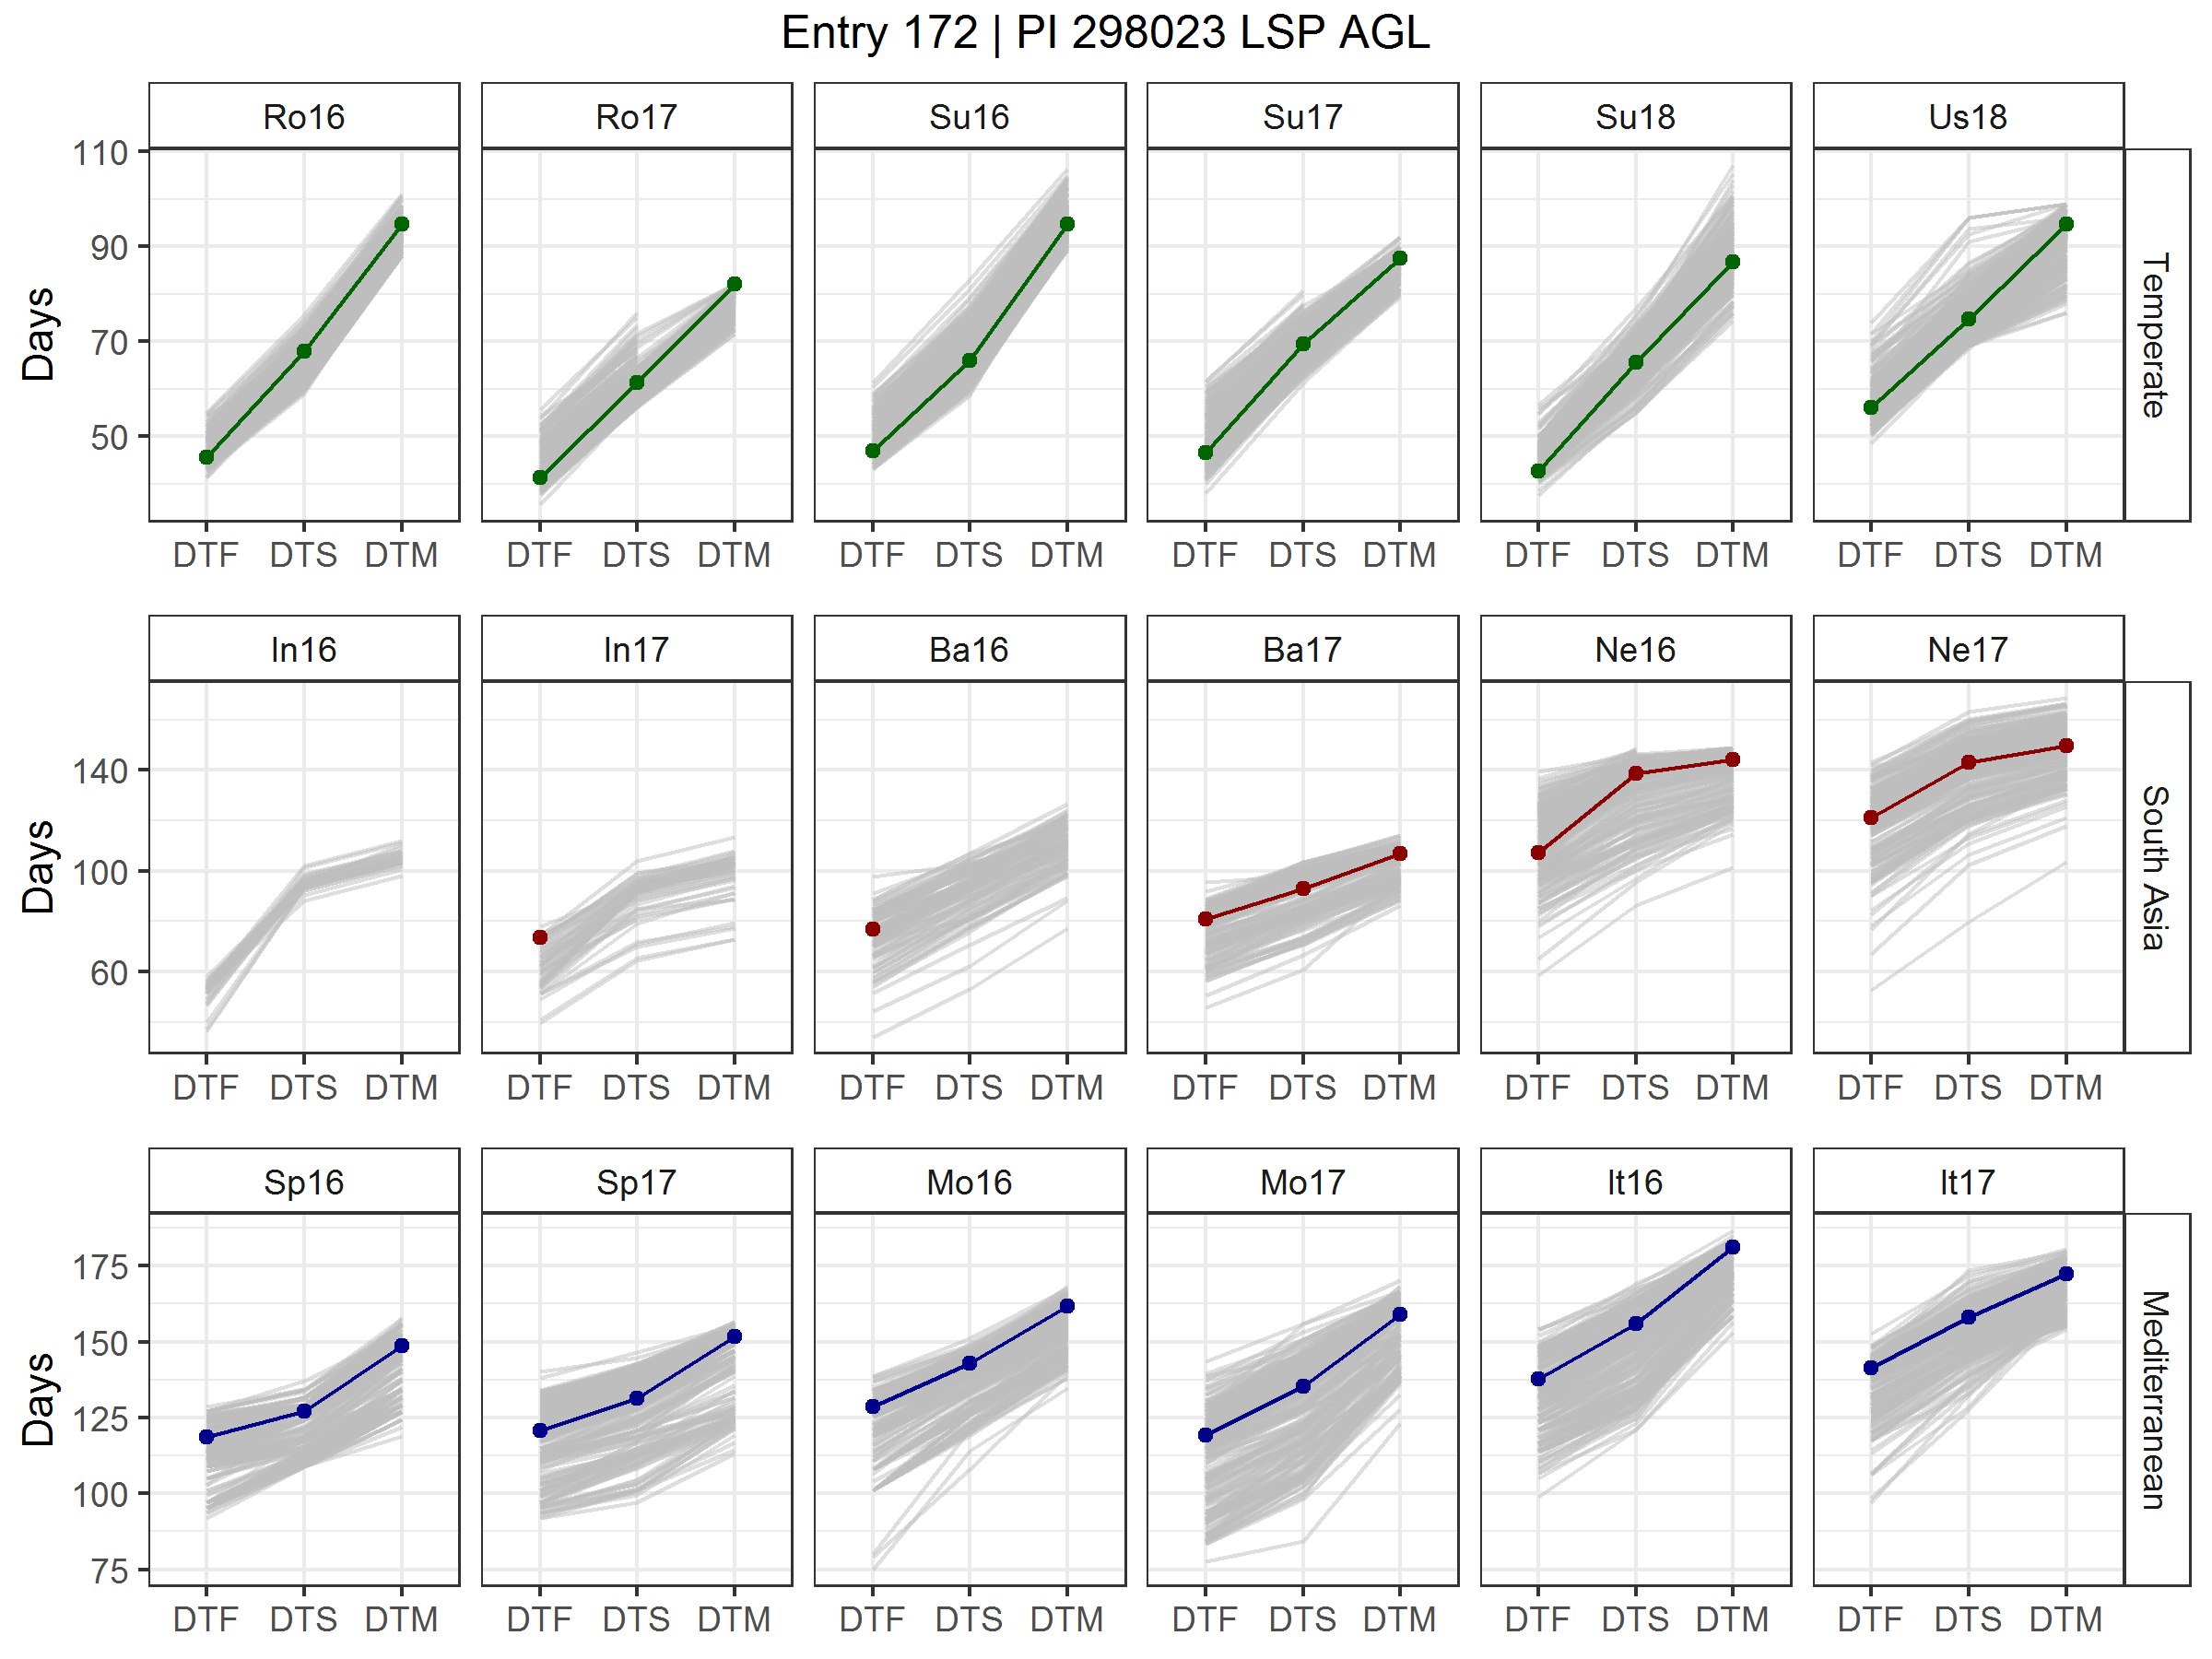 Entry 172 | PI 298023 LSP AGL
Ro16 Ro17 Su16 Su17 Su18 Us18
Days
110
90
70
50
Temperate
DTF DTS DTM DTF DTS DTM DTF DTS DTM DTF DTS DTM DTF DTS DTM DTF DTS DTM
In16 In17 Ba16 Ba17 Ne16 Ne17
Days
140
100
60
South Asia
DTF DTS DTM DTF DTS DTM DTF DTS DTM DTF DTS DTM DTF DTS DTM DTF DTS DTM
Sp16 Sp17 Mo16 Mo17 It16 It17
Days
175
150
125
100
75
Mediterranean
DTF DTS DTM DTF DTS DTM DTF DTS DTM DTF DTS DTM DTF DTS DTM DTF DTS DTM